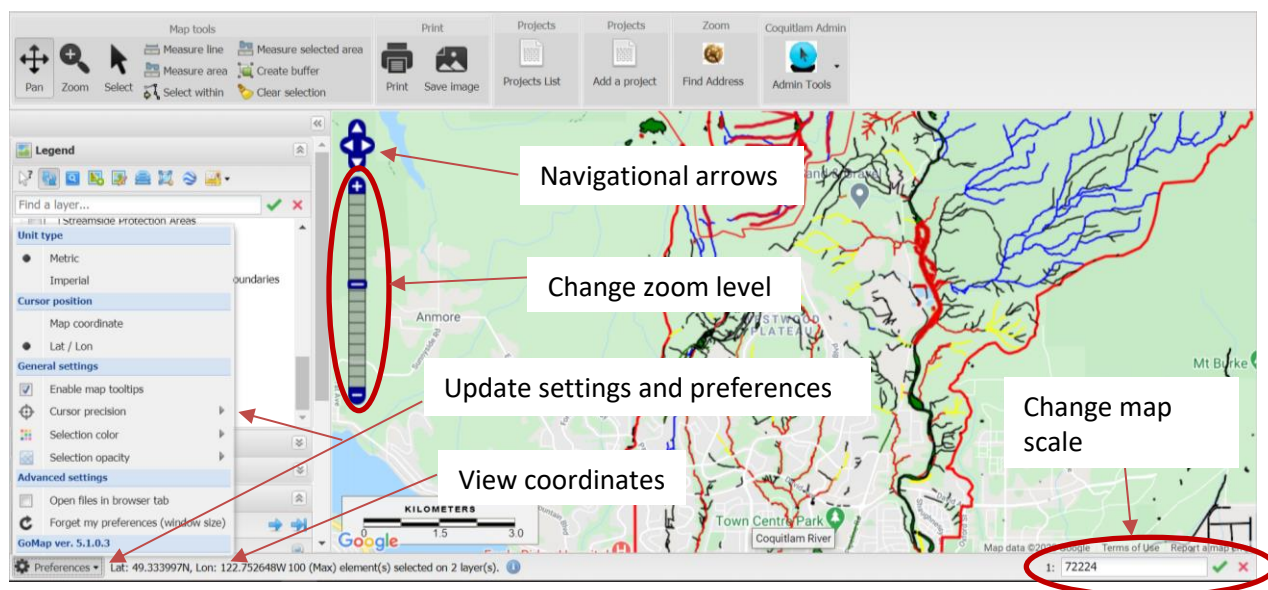 Map tools
Print
Projects
Projects
Zoom
Coquitlam Admin
Measure line
Measure selected area
Measure area
Create buffer
Select within
Clear selection
Pan
Zoom
Select
Print
Save image
Projects List
Add a project
Find Address
Admin Tools
Legend
Find a layer...
Streamside Protection Areas
Unit type
Metric
Imperial
oundaries
Cursor position
Map coordinate
Lat / Lon
General settings
Enable map tooltips
Cursor precision
Selection color
Selection opacity
Advanced settings
Open files in browser tab
Forget my preferences (window size)
GoMap ver. 5.1.0.3
Preferences
Lat: 49.333997N, Lon: 122.752648W 100 (Max) element(s) selected on 2 layer(s).
Navigational arrows
Change zoom level
Update settings and preferences
View coordinates
Change map
scale
Anmore
Sunnyside Rd
PLATEAU
Mt Burke
KILOMETERS
0 1.5 3.0
Google
Town Centre Park
Coquitlam River
Map data ©202 Google
Terms of Use
Report a map
1: 72224